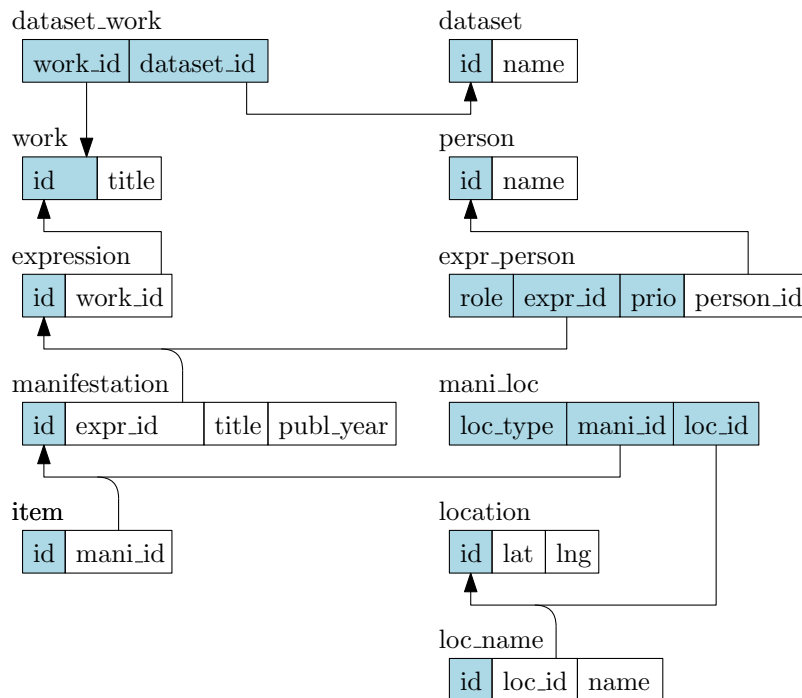 dataset_work
work_id dataset_id
dataset
id name
work
id title
person
id name
expression
id work_id
expr_person
role expr_id prio person_id
manifestation
id expr_id title publ_year
mani_loc
loc_type mani_id loc_id
item
id mani_id
location
id lat lng
loc_name
id loc_id name